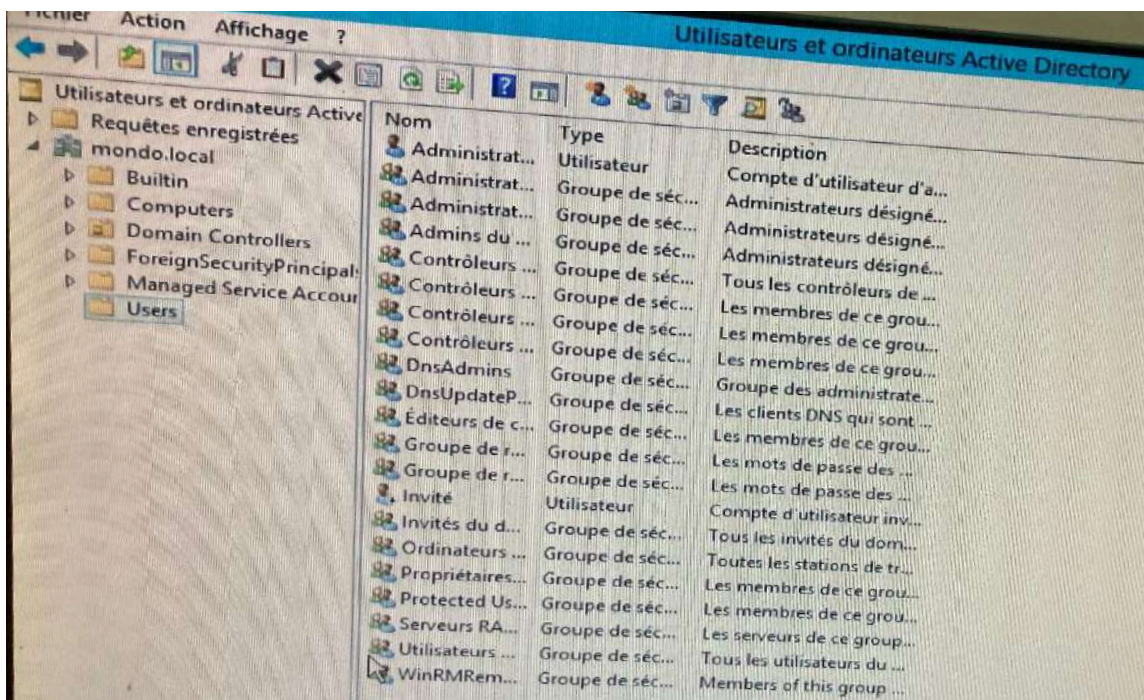 Fichier Action Affichage ?
Utilisateurs et ordinateurs Active Directory
Utilisateurs et ordinateurs Active
Requêtes enregistrées
mondo.local
Builtin
Computers
Domain Controllers
ForeignSecurityPrincipal
Managed Service Accour
Users
Nom Type Description
Administrat... Utilisateur Compte d'utilisateur d'a...
Administrat... Groupe de séc... Administrateurs désigné...
Administrat... Groupe de séc... Administrateurs désigné...
Admins du ... Groupe de séc... Administrateurs désigné...
Contrôleurs ... Groupe de séc... Tous les contrôleurs de ...
Contrôleurs ... Groupe de séc... Les membres de ce grou...
Contrôleurs ... Groupe de séc... Les membres de ce grou...
Contrôleurs ... Groupe de séc... Les membres de ce grou...
DnsAdmins Groupe de séc... Groupe des administrate...
DnsUpdateP... Groupe de séc... Les clients DNS qui sont ...
Éditeurs de c... Groupe de séc... Les membres de ce grou...
Groupe de r... Groupe de séc... Les mots de passe des ...
Groupe de r... Groupe de séc... Les mots de passe des ...
Invité Utilisateur Compte d'utilisateur inv...
Invités du d... Groupe de séc... Tous les invités du dom...
Ordinateurs ... Groupe de séc... Toutes les stations de tr...
Propriétaires... Groupe de séc... Les membres de ce grou...
Protected Us... Groupe de séc... Les membres de ce grou...
Serveurs RA... Groupe de séc... Les serveurs de ce group...
Utilisateurs ... Groupe de séc... Tous les utilisateurs du ...
WinRMRem... Groupe de séc... Members of this group ...